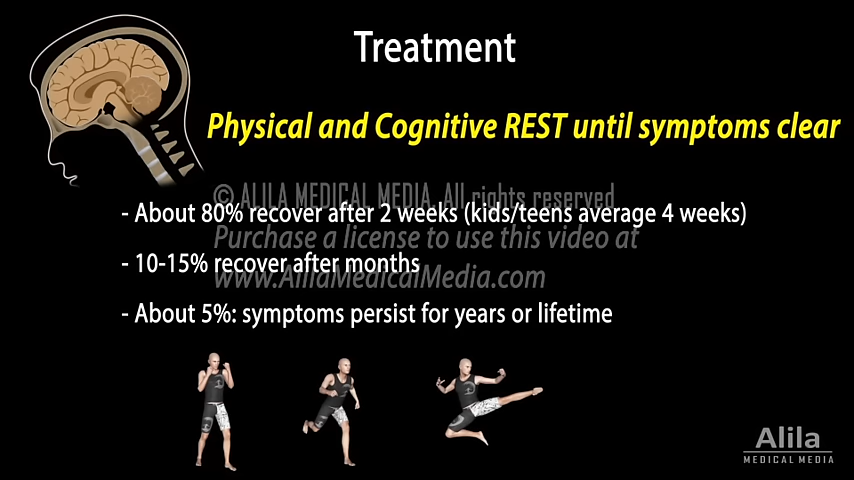 Treatment
Physical and Cognitive REST until symptoms clear
© ALILA MEDICAL MEDIA. All rights reserved
- About 80% recover after 2 weeks (kids/teens average 4 weeks)
Purchase a license to use this video at
- 10-15% recover after months
www.AlilaMedicalMedia.com
- About 5%: symptoms persist for years or lifetime
Alila
MEDICAL MEDIA